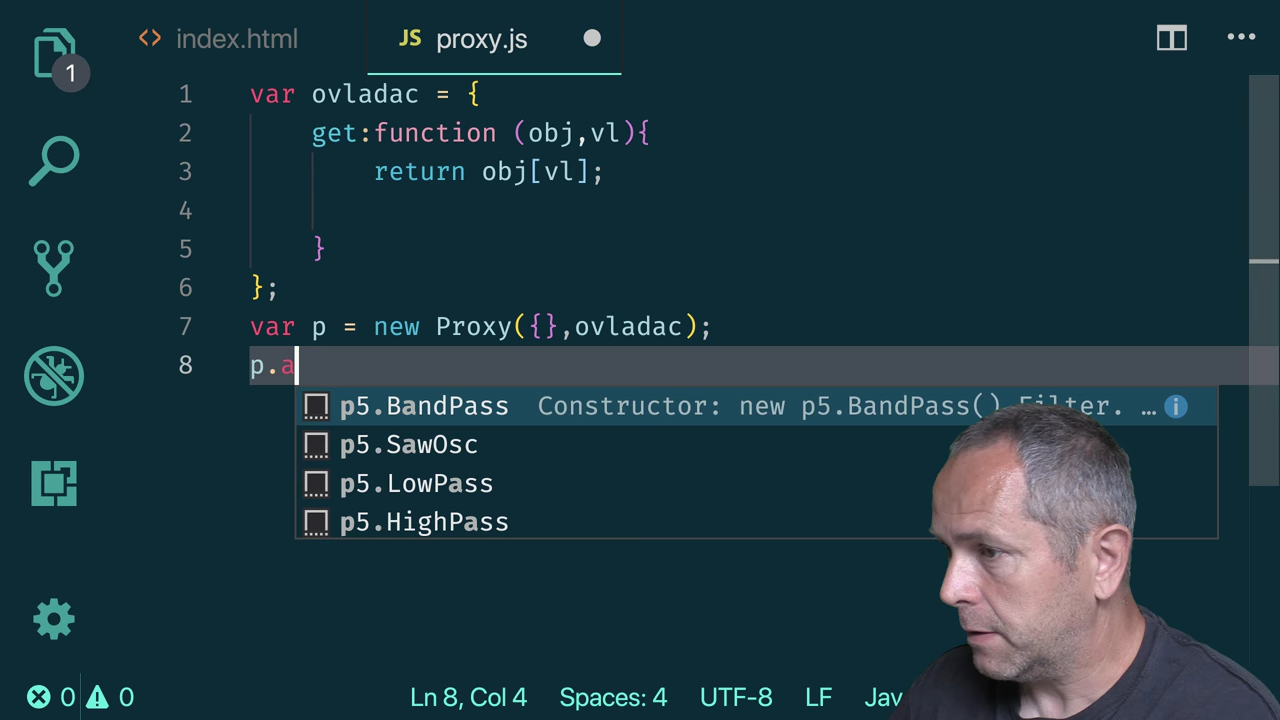 index.html
JS proxy.js
1
1 var ovladac = {
2 get:function (obj,vl){
3 return obj[vl];
4
5 }
6 };
7 var p = new Proxy({},ovladac);
8 p.a
p5.BandPass Constructor: new p5.BandPass() Filter. …
p5.SawOsc
p5.LowPass
p5.HighPass
0 0 Ln 8, Col 4 Spaces: 4 UTF-8 LF Jav